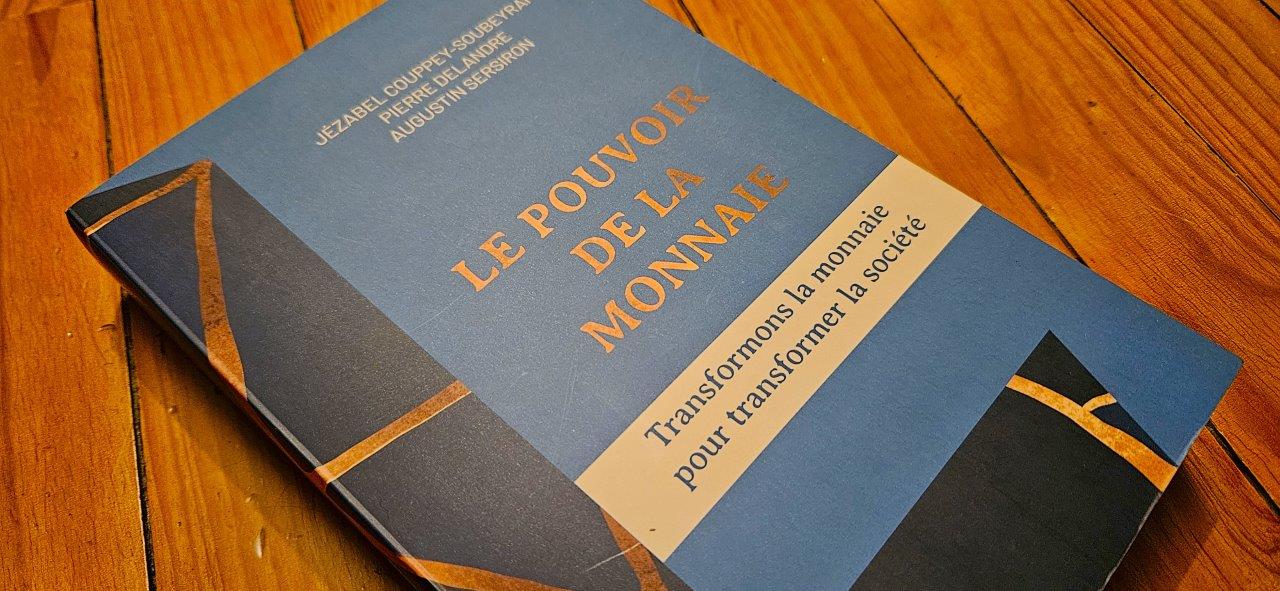 JÉZABEL COUPPEY-SOUBEYRAN
PIERRE DELANDRE
AUGUSTIN SERSIRON
LE POUVOIR
DE LA
MONNAIE
Transformons la monnaie
pour transformer la société